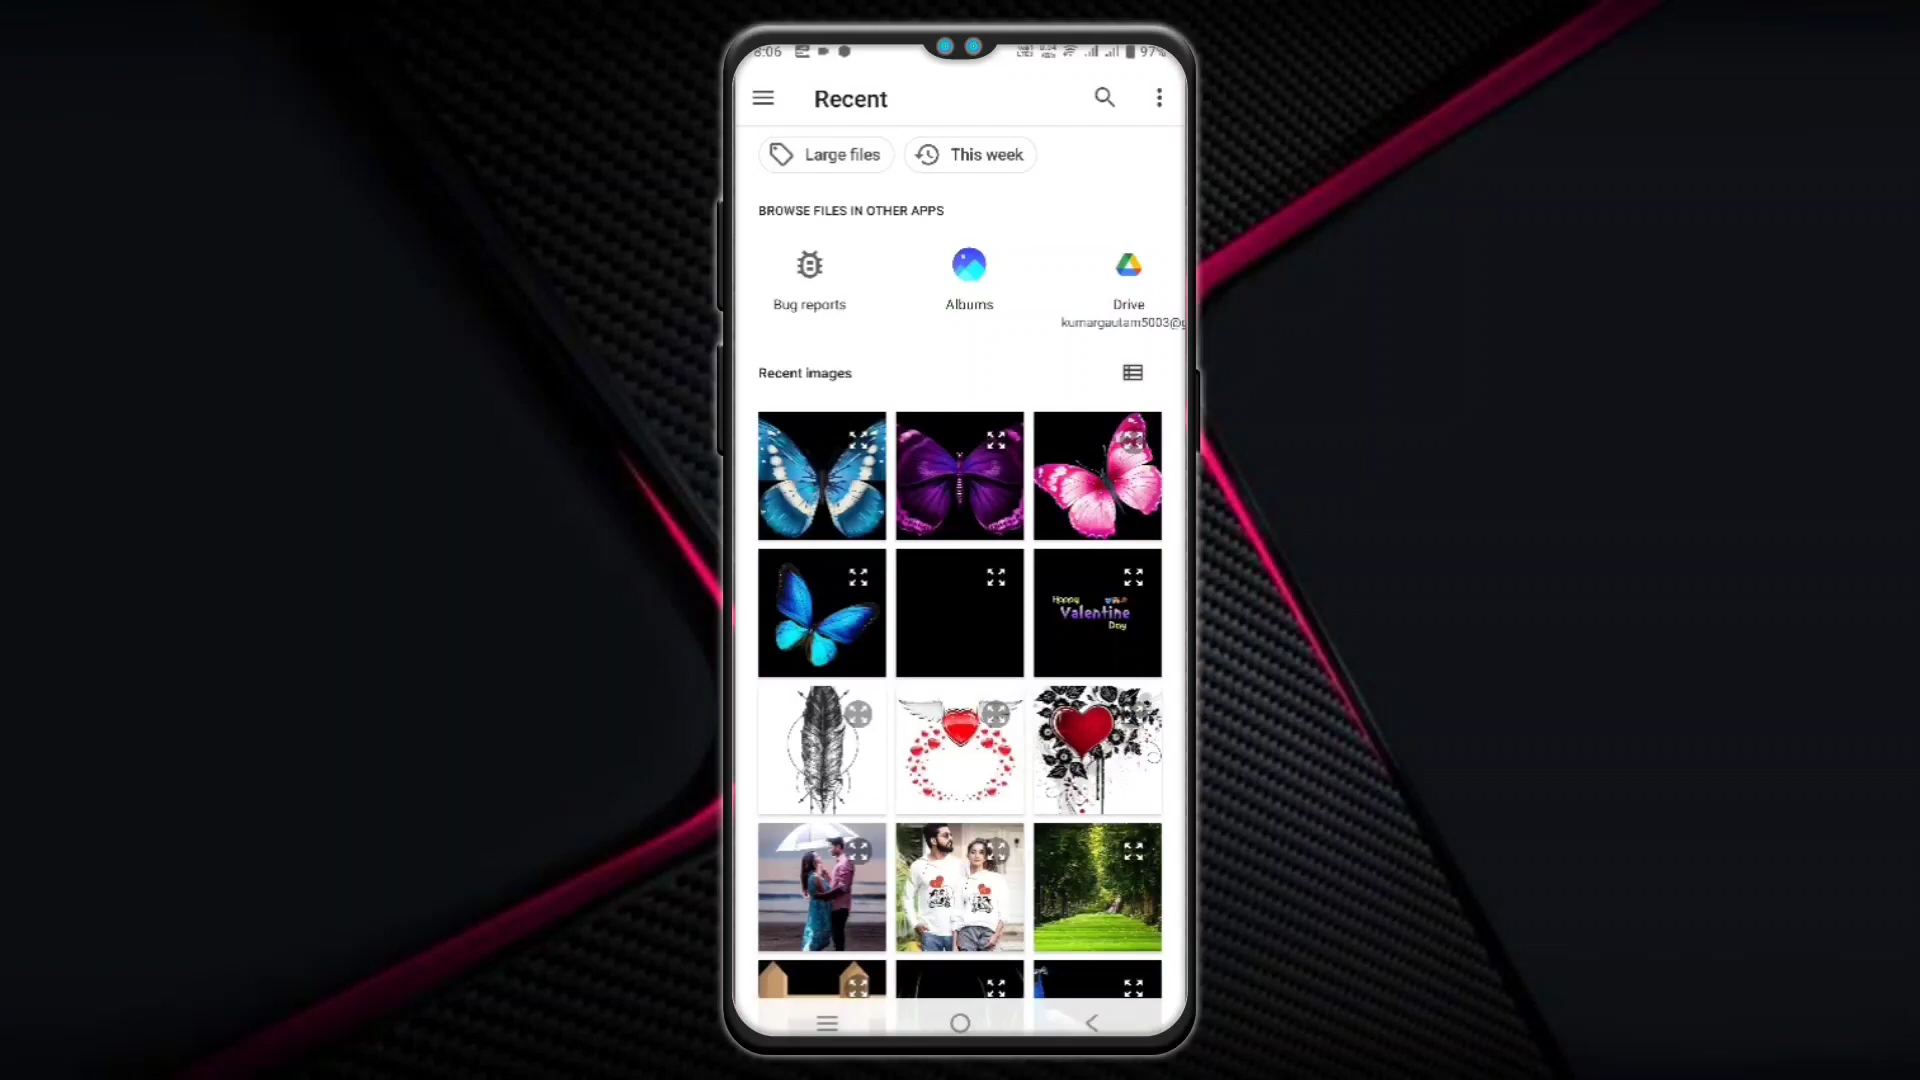 8:06
97%
Recent
Large files
This week
BROWSE FILES IN OTHER APPS
Bug reports
Albums
Drive
kumargautam5003@g
Recent images
Happy
Valentine
Day